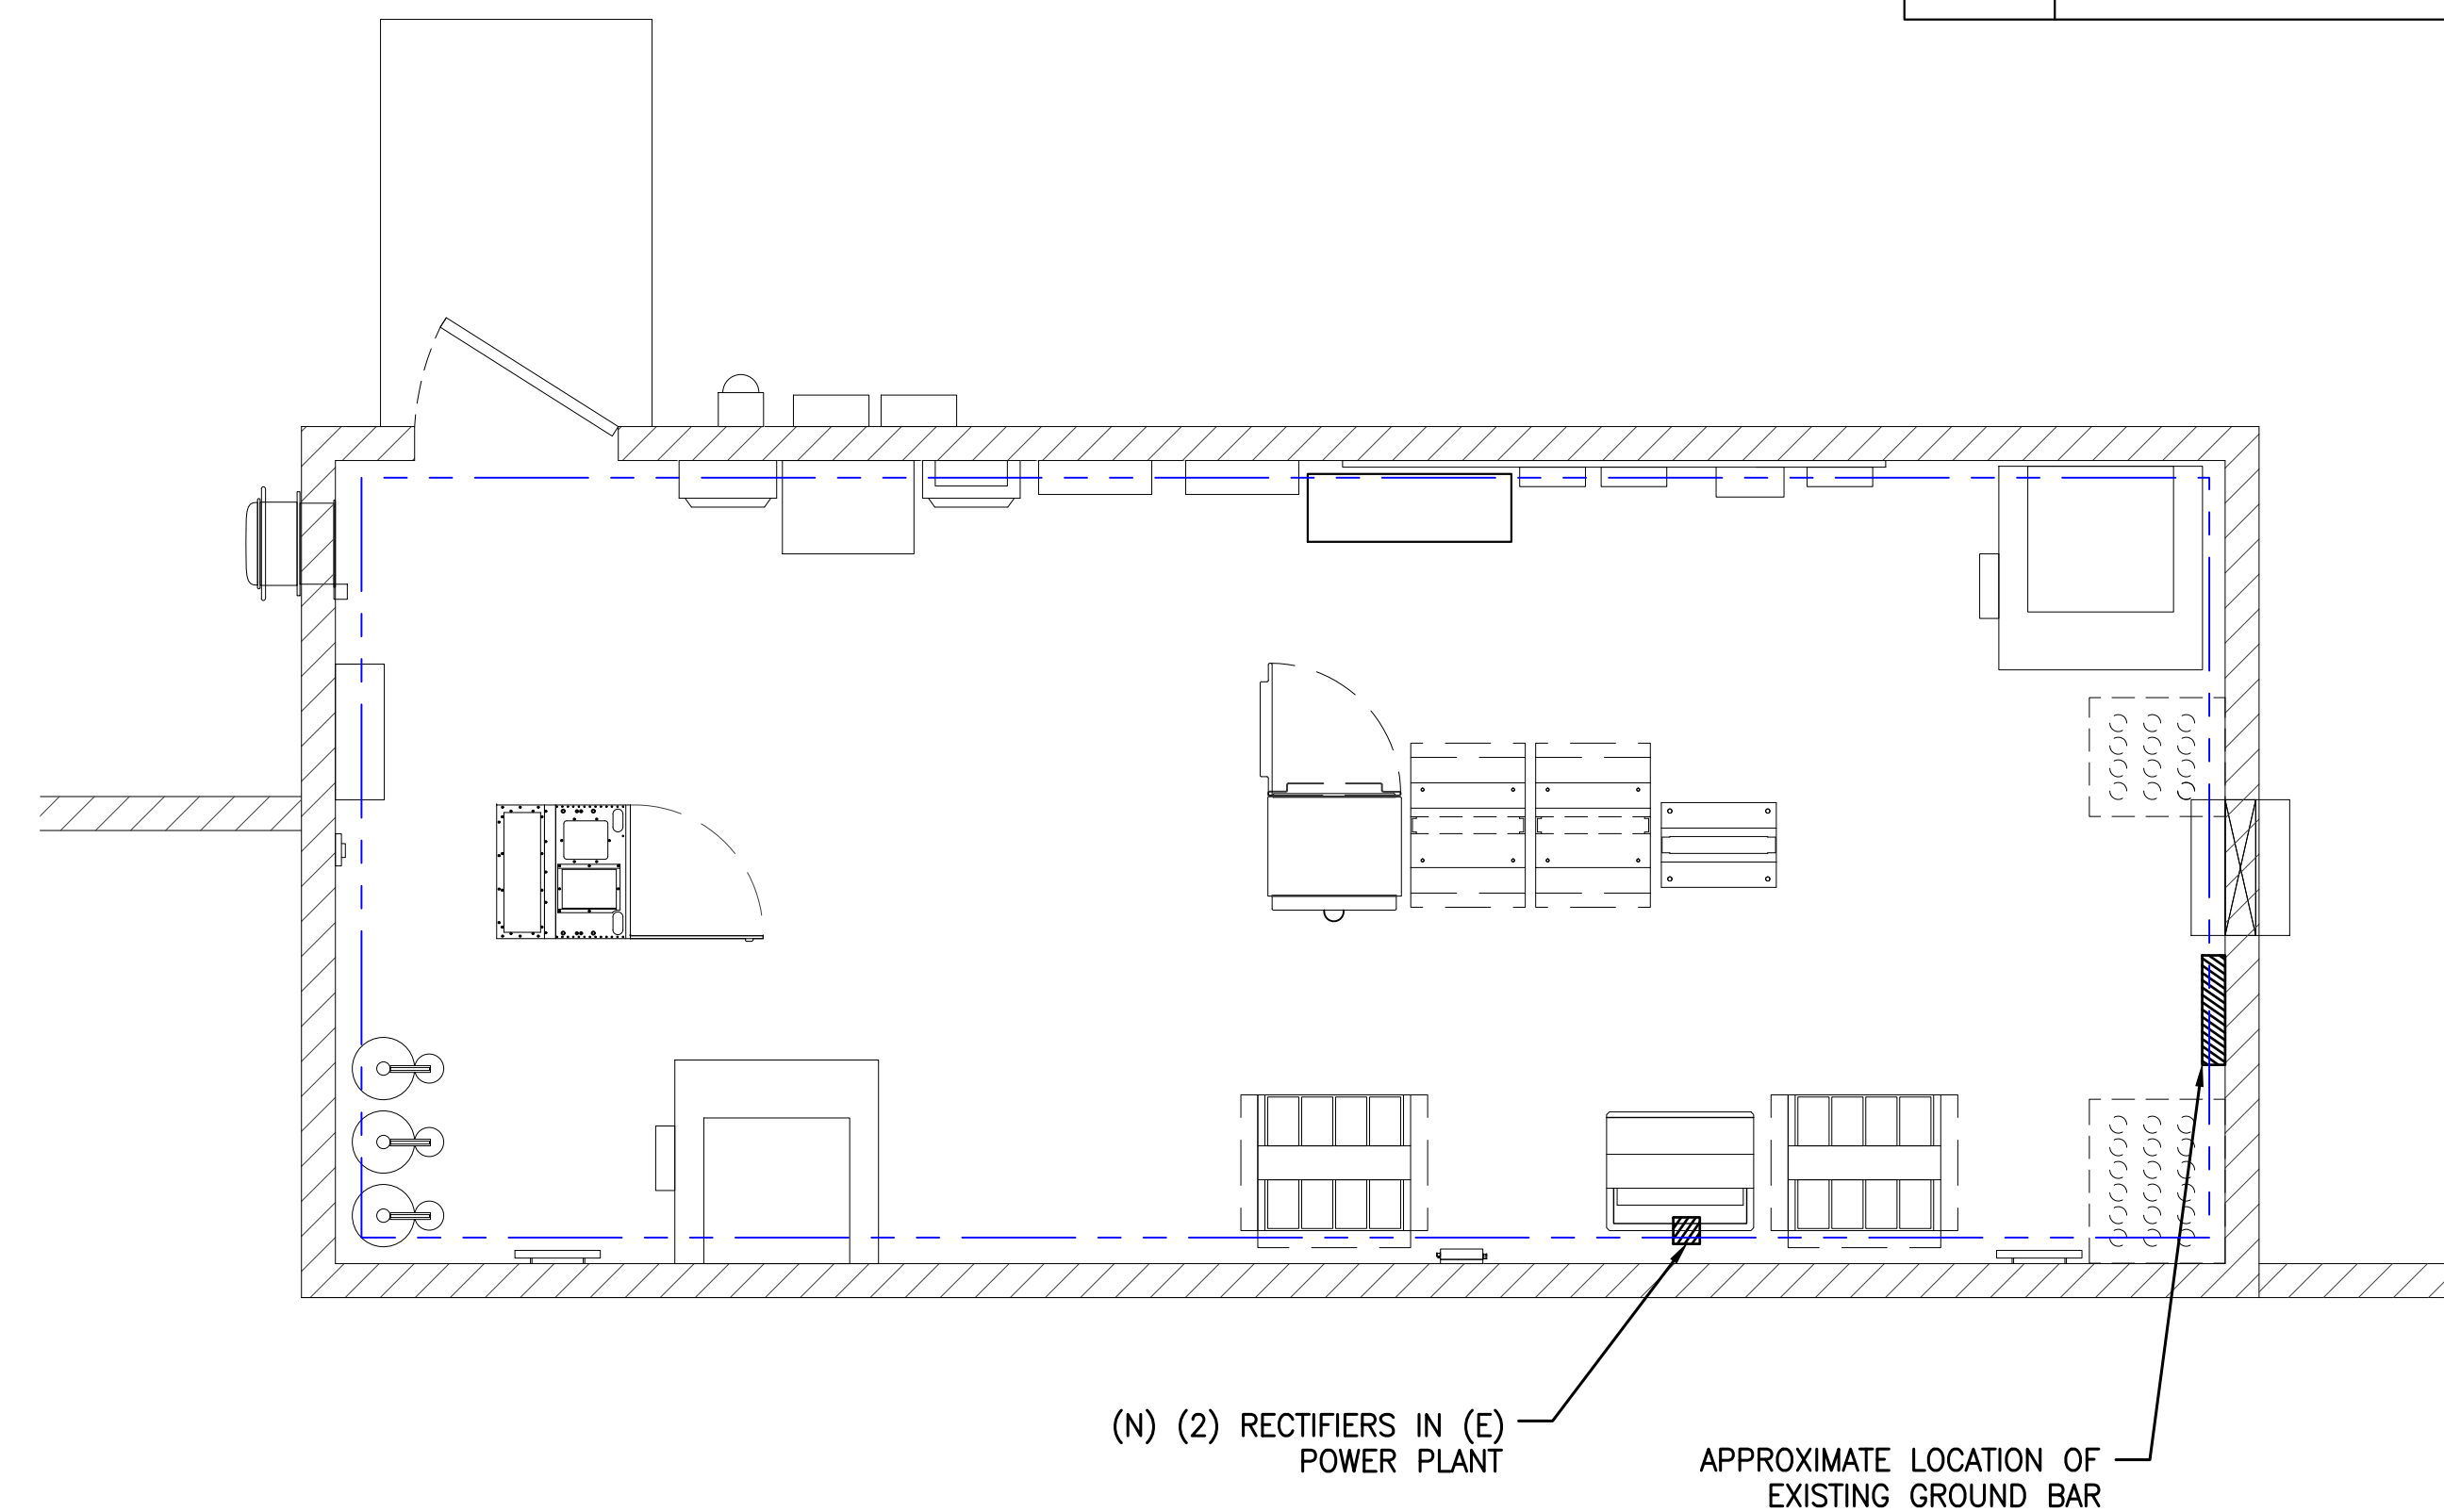 (N) (2) RECTIFIERS IN (E)
POWER PLANT
APPROXIMATE LOCATION OF
EXISTING GROUND BAR